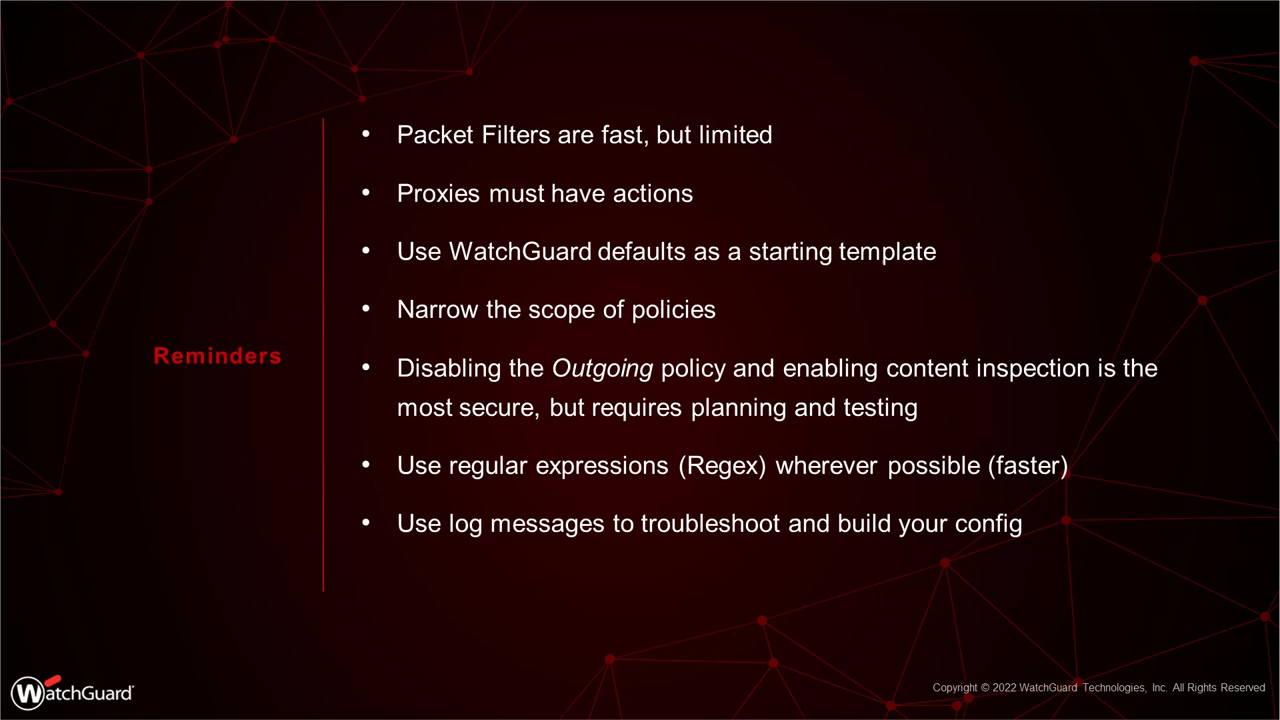 • Packet Filters are fast, but limited
• Proxies must have actions
• Use WatchGuard defaults as a starting template
• Narrow the scope of policies
Reminders
• Disabling the Outgoing policy and enabling content inspection is the
most secure, but requires planning and testing
• Use regular expressions (Regex) wherever possible (faster)
• Use log messages to troubleshoot and build your config
WatchGuard
Copyright © 2022 WatchGuard Technologies, Inc. All Rights Reserved